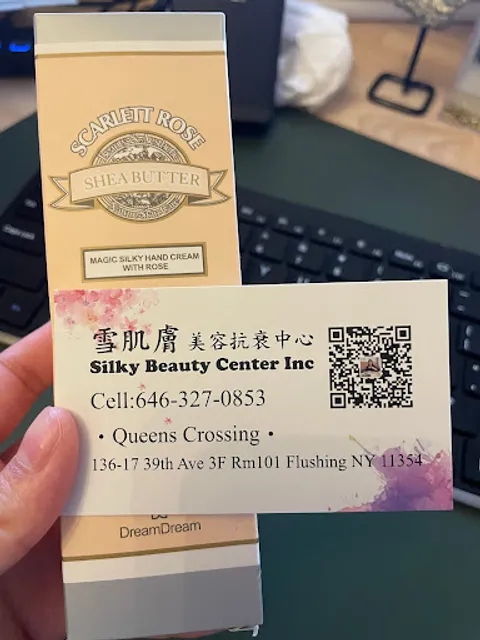 SCARLETT ROSE
SHEA BUTTER
MAGIC SILKY HAND CREAM
WITH ROSE
雪肌膚 美容抗衰中心
Silky Beauty Center Inc
Cell:646-327-0853
• Queens Crossing •
136-17 39th Ave 3F Rm101 Flushing NY 11354
DreamDream